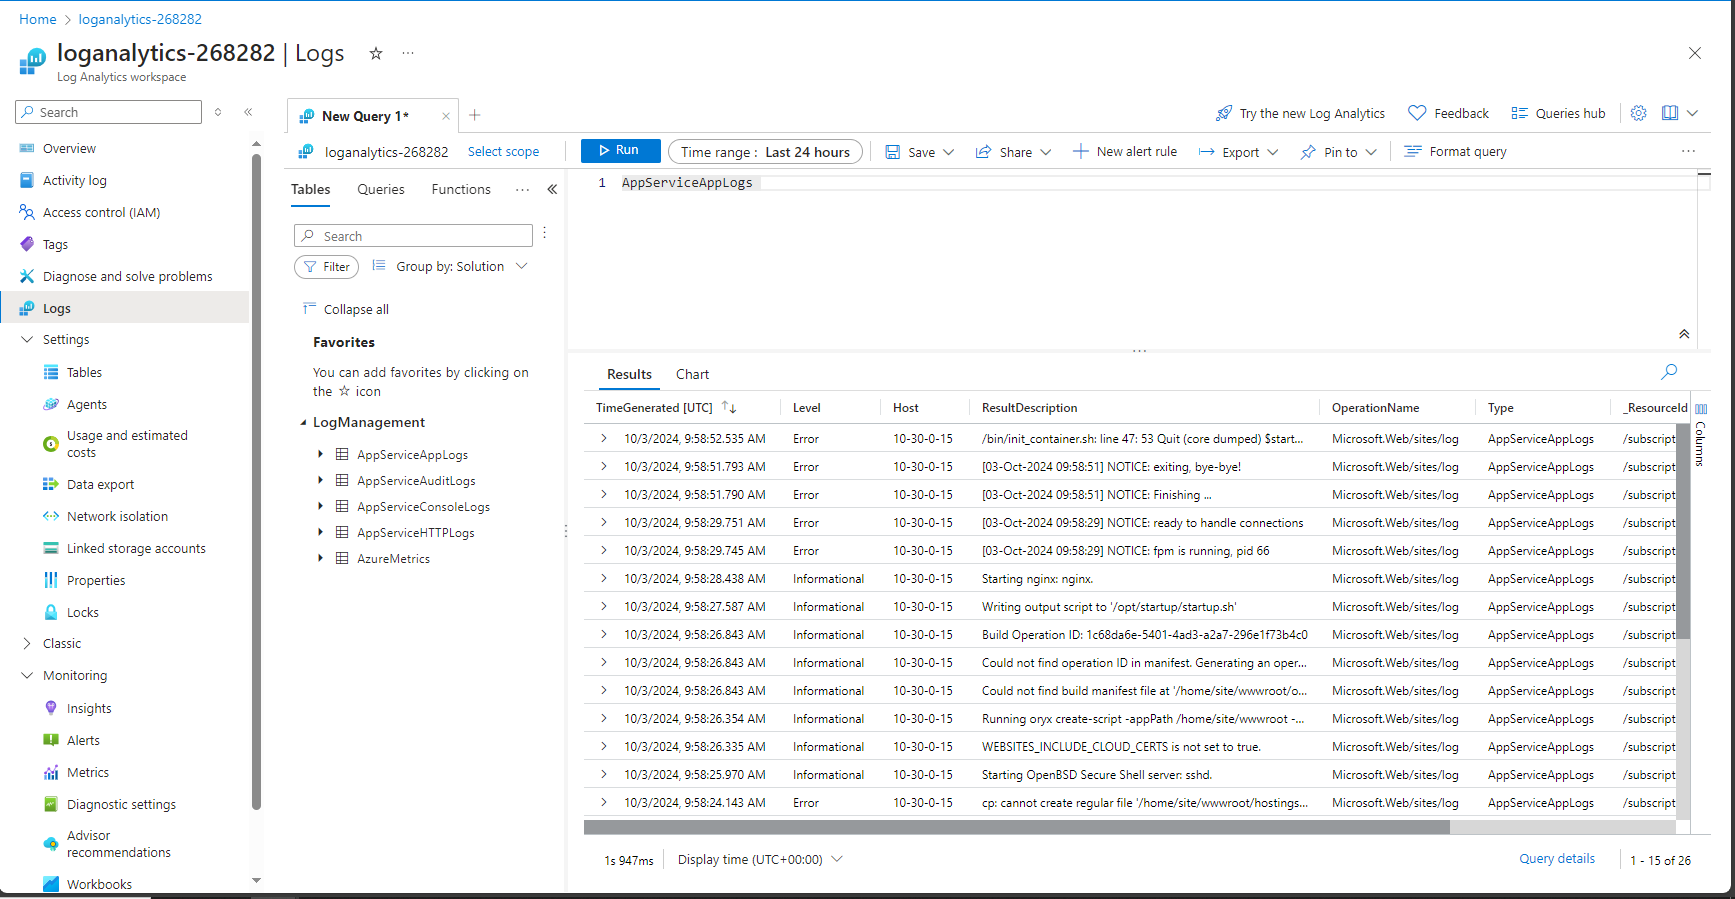 Home > loganalytics-268282
loganalytics-268282 | Logs ☆ ···
Log Analytics workspace
Search
Overview
Activity log
Access control (IAM)
Tags
Diagnose and solve problems
Logs
Settings
Tables
Agents
Usage and estimated
costs
Data export
Network isolation
Linked storage accounts
Properties
Locks
Classic
Monitoring
Insights
Alerts
Metrics
Diagnostic settings
Advisor
recommendations
Workbooks
New Query 1*
Try the new Log Analytics Feedback Queries hub
loganalytics-268282 Select scope Run Time range : Last 24 hours Save Share New alert rule Export Pin to Format query ···
Tables Queries Functions ···
Search
Filter Group by: Solution
Collapse all
Favorites
You can add favorites by clicking on
the ☆ icon
LogManagement
AppServiceAppLogs
AppServiceAuditLogs
AppServiceConsoleLogs
AppServiceHTTPLogs
AzureMetrics
1 AppServiceAppLogs
Results Chart
TimeGenerated [UTC] Level Host ResultDescription OperationName Type _ResourceId
10/3/2024, 9:58:52.535 AM Error 10-30-0-15 /bin/init_container.sh: line 47: 53 Quit (core dumped) $start... Microsoft.Web/sites/log AppServiceAppLogs /subscript
10/3/2024, 9:58:51.793 AM Error 10-30-0-15 [03-Oct-2024 09:58:51] NOTICE: exiting, bye-bye! Microsoft.Web/sites/log AppServiceAppLogs /subscript
10/3/2024, 9:58:51.790 AM Error 10-30-0-15 [03-Oct-2024 09:58:51] NOTICE: Finishing ... Microsoft.Web/sites/log AppServiceAppLogs /subscript
10/3/2024, 9:58:29.751 AM Error 10-30-0-15 [03-Oct-2024 09:58:29] NOTICE: ready to handle connections Microsoft.Web/sites/log AppServiceAppLogs /subscript
10/3/2024, 9:58:29.745 AM Error 10-30-0-15 [03-Oct-2024 09:58:29] NOTICE: fpm is running, pid 66 Microsoft.Web/sites/log AppServiceAppLogs /subscript
10/3/2024, 9:58:28.438 AM Informational 10-30-0-15 Starting nginx: nginx. Microsoft.Web/sites/log AppServiceAppLogs /subscript
10/3/2024, 9:58:27.587 AM Informational 10-30-0-15 Writing output script to '/opt/startup/startup.sh' Microsoft.Web/sites/log AppServiceAppLogs /subscript
10/3/2024, 9:58:26.843 AM Informational 10-30-0-15 Build Operation ID: 1c68da6e-5401-4ad3-a2a7-296e1f73b4c0 Microsoft.Web/sites/log AppServiceAppLogs /subscript
10/3/2024, 9:58:26.843 AM Informational 10-30-0-15 Could not find operation ID in manifest. Generating an oper... Microsoft.Web/sites/log AppServiceAppLogs /subscript
10/3/2024, 9:58:26.843 AM Informational 10-30-0-15 Could not find build manifest file at '/home/site/wwwroot/o... Microsoft.Web/sites/log AppServiceAppLogs /subscript
10/3/2024, 9:58:26.354 AM Informational 10-30-0-15 Running oryx create-script -appPath /home/site/wwwroot -... Microsoft.Web/sites/log AppServiceAppLogs /subscript
10/3/2024, 9:58:26.335 AM Informational 10-30-0-15 WEBSITES_INCLUDE_CLOUD_CERTS is not set to true. Microsoft.Web/sites/log AppServiceAppLogs /subscript
10/3/2024, 9:58:25.970 AM Informational 10-30-0-15 Starting OpenBSD Secure Shell server: sshd. Microsoft.Web/sites/log AppServiceAppLogs /subscript
10/3/2024, 9:58:24.143 AM Error 10-30-0-15 cp: cannot create regular file '/home/site/wwwroot/hostings... Microsoft.Web/sites/log AppServiceAppLogs /subscript
Columns
1s 947ms Display time (UTC+00:00) Query details 1 - 15 of 26